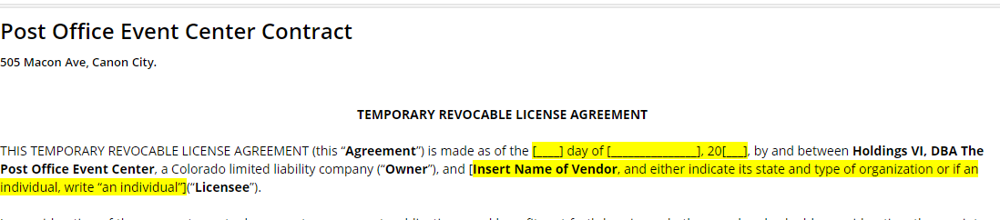 Post Office Event Center Contract
505 Macon Ave, Canon City.
TEMPORARY REVOCABLE LICENSE AGREEMENT
THIS TEMPORARY REVOCABLE LICENSE AGREEMENT (this “Agreement”) is made as of the [____] day of [______________], 20[___], by and between Holdings VI, DBA The
Post Office Event Center, a Colorado limited liability company (“Owner”), and [Insert Name of Vendor, and either indicate its state and type of organization or if an
individual, write “an individual”](“Licensee”).